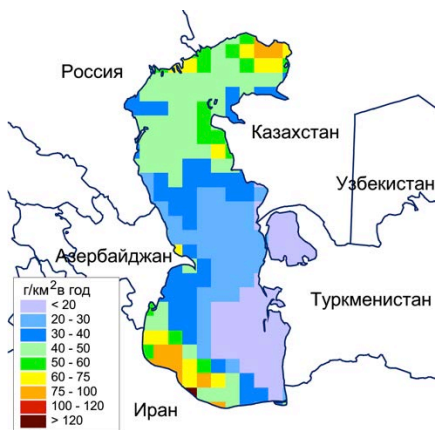 Россия
Казахстан
Узбекистан
Азербайджан
г/км² в год
< 20
20 - 30
30 - 40
40 - 50
50 - 60
60 - 75
75 - 100
100 - 120
> 120
Туркменистан
Иран